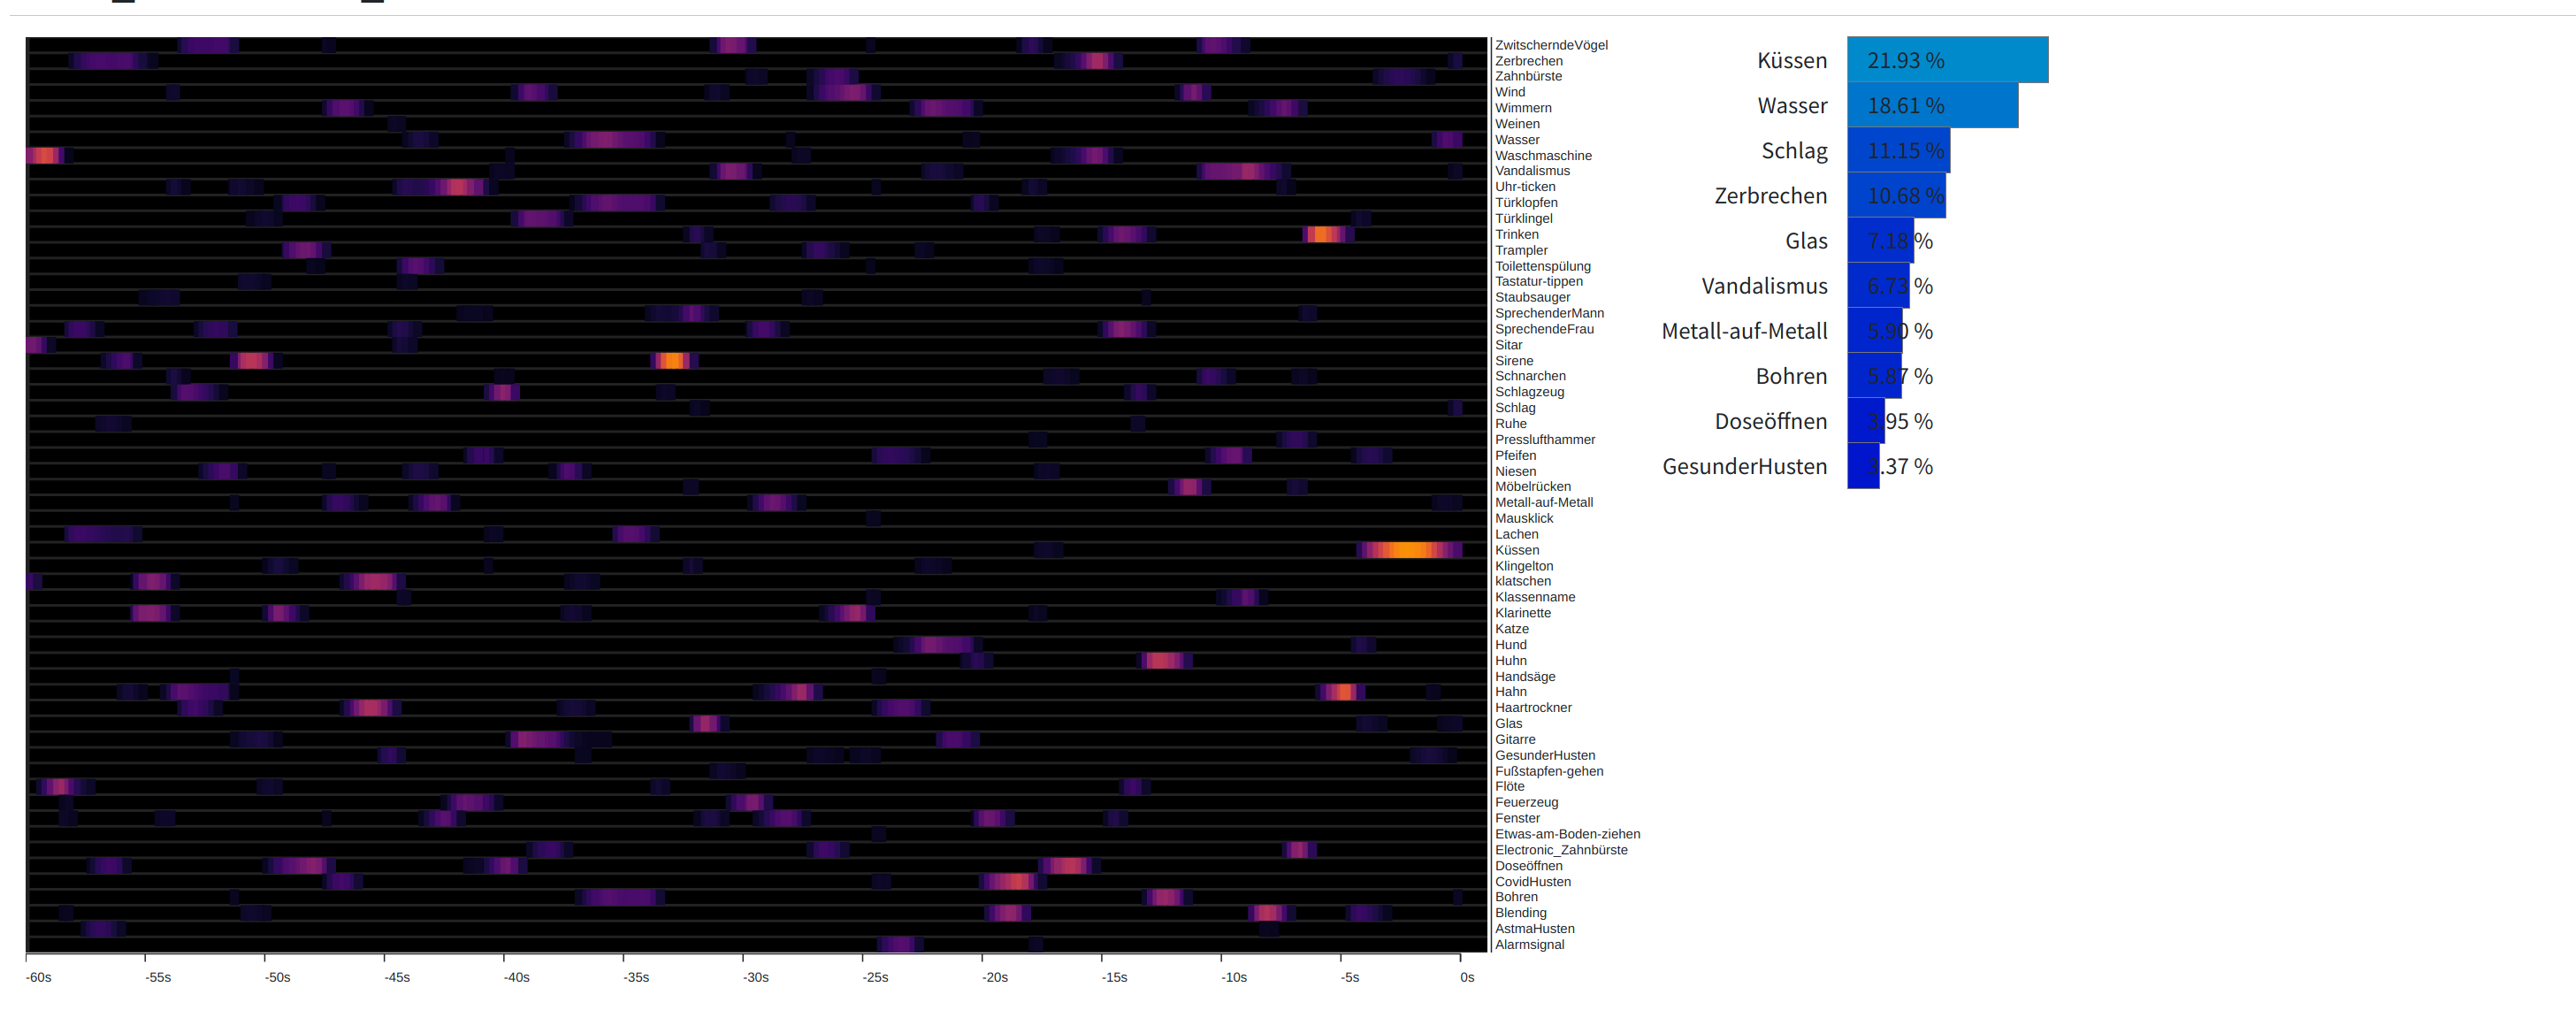 ZwitscherndeVögel
Zerbrechen
Zahnbürste
Wind
Wimmern
Weinen
Wasser
Waschmaschine
Vandalismus
Uhr-ticken
Türklopfen
Türklingel
Trinken
Trampler
Toilettenspülung
Tastatur-tippen
Staubsauger
SprechenderMann
SprechendeFrau
Sitar
Sirene
Schnarchen
Schlagzeug
Schlag
Ruhe
Presslufthammer
Pfeifen
Niesen
Möbelrücken
Metall-auf-Metall
Mausklick
Lachen
Küssen
Klingelton
klatschen
Klassenname
Klarinette
Katze
Hund
Huhn
Handsäge
Hahn
Haartrockner
Glas
Gitarre
GesunderHusten
Fußstapfen-gehen
Flöte
Feuerzeug
Fenster
Etwas-am-Boden-ziehen
Electronic_Zahnbürste
Doseöffnen
CovidHusten
Bohren
Blending
AstmaHusten
Alarmsignal
-60s -55s -50s -45s -40s -35s -30s -25s -20s -15s -10s -5s 0s
Küssen 21.93 %
Wasser 18.61 %
Schlag 11.15 %
Zerbrechen 10.68 %
Glas 7.18 %
Vandalismus 6.73 %
Metall-auf-Metall 5.90 %
Bohren 5.87 %
Doseöffnen 3.95 %
GesunderHusten 3.37 %